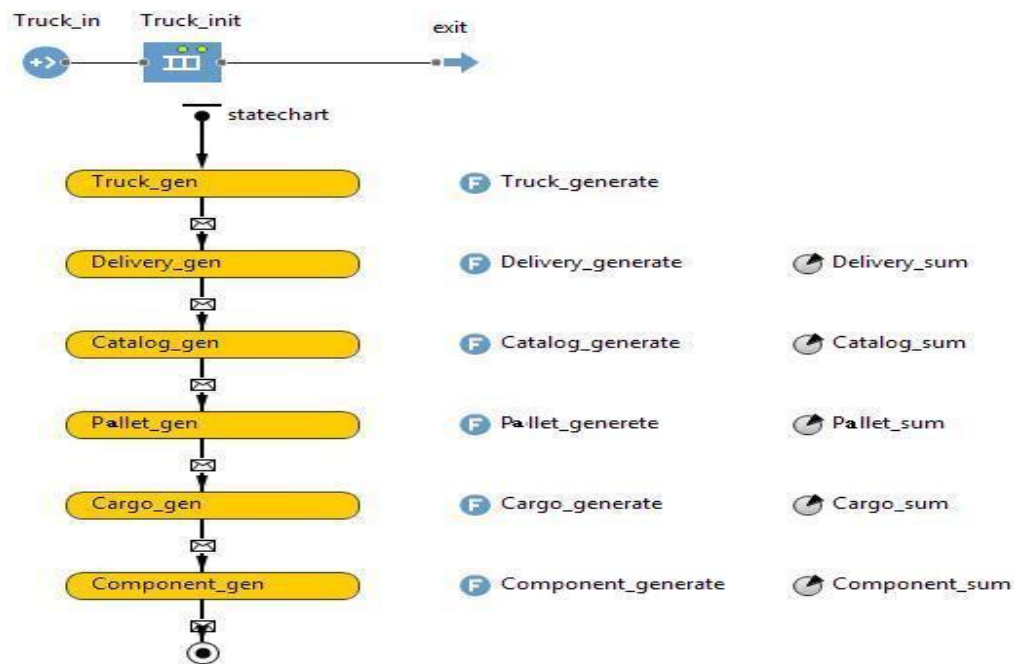 Truck_in Truck_init exit
statechart
Truck_gen Truck_generate
Delivery_gen Delivery_generate Delivery_sum
Catalog_gen Catalog_generate Catalog_sum
Pallet_gen Pallet_generete Pallet_sum
Cargo_gen Cargo_generate Cargo_sum
Component_gen Component_generate Component_sum